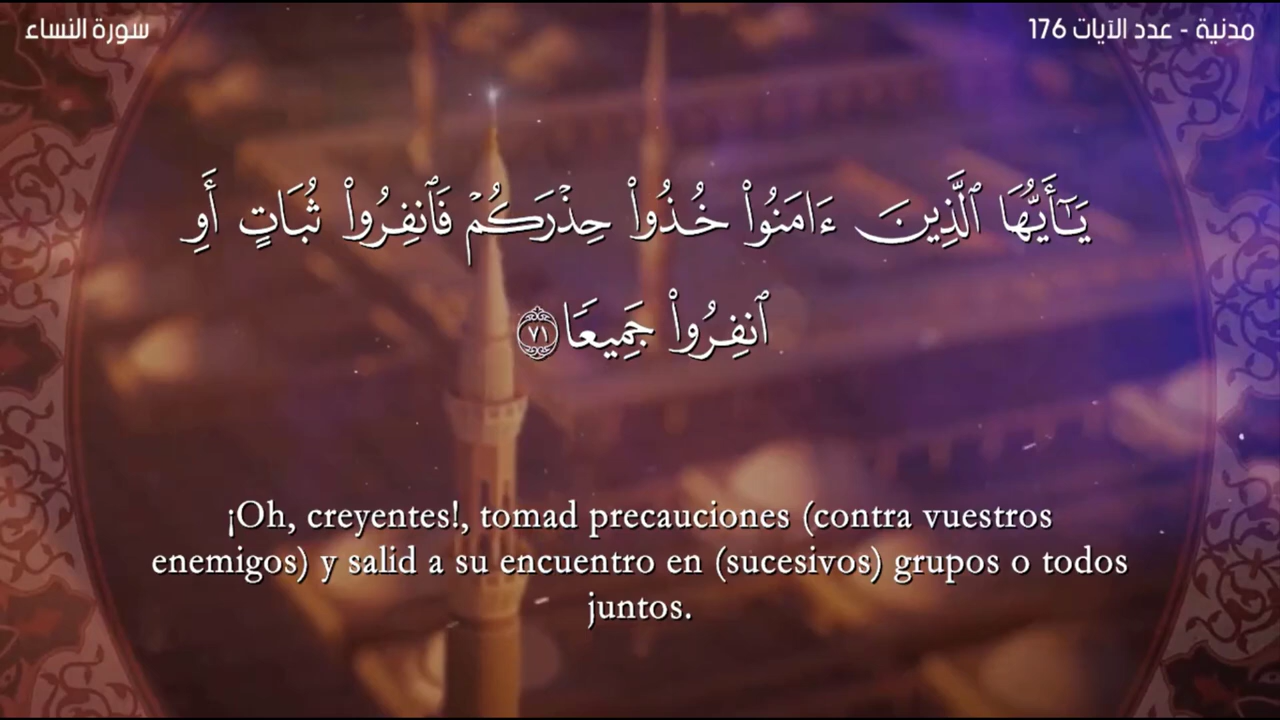 سورة النساء
مدنية - عدد الآيات 176
يَٰٓأَيُّهَا ٱلَّذِينَ ءَامَنُوا۟ خُذُوا۟ حِذْرَكُمْ فَٱنفِرُوا۟ ثُبَاتٍ أَوِ
ٱنفِرُوا۟ جَمِيعًا ٧١
¡Oh, creyentes!, tomad precauciones (contra vuestros
enemigos) y salid a su encuentro en (sucesivos) grupos o todos
juntos.